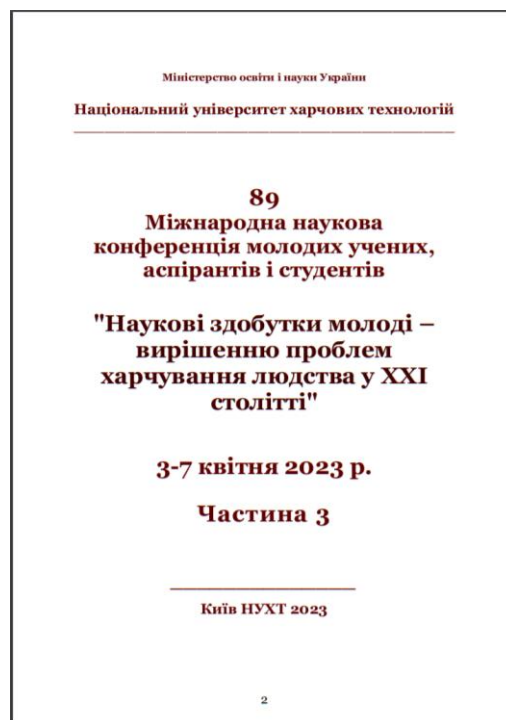 Міністерство освіти і науки України
Національний університет харчових технологій
89
Міжнародна наукова
конференція молодих учених,
аспірантів і студентів
"Наукові здобутки молоді –
вирішенню проблем
харчування людства у ХХІ
столітті"
3-7 квітня 2023 р.
Частина 3
Київ НУХТ 2023
2